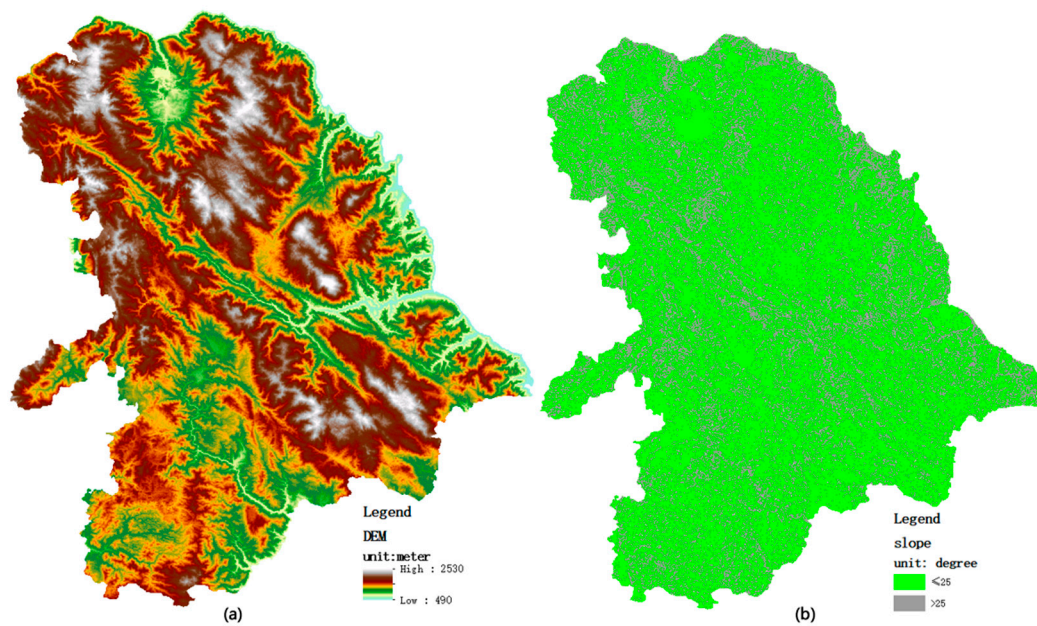 Legend
DEM
unit:meter
High : 2530
Low : 490
(a)
Legend
slope
unit: degree
≤25
>25
(b)